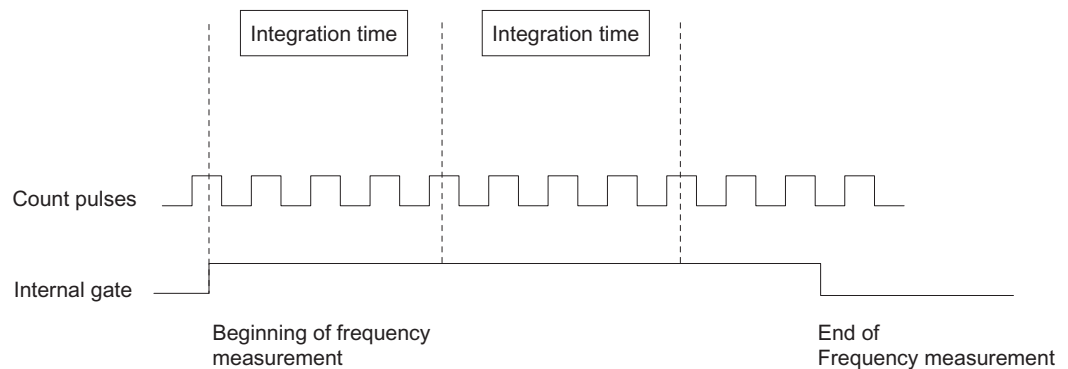 Integration time
Integration time
Count pulses
Internal gate
Beginning of frequency
measurement
End of
Frequency measurement